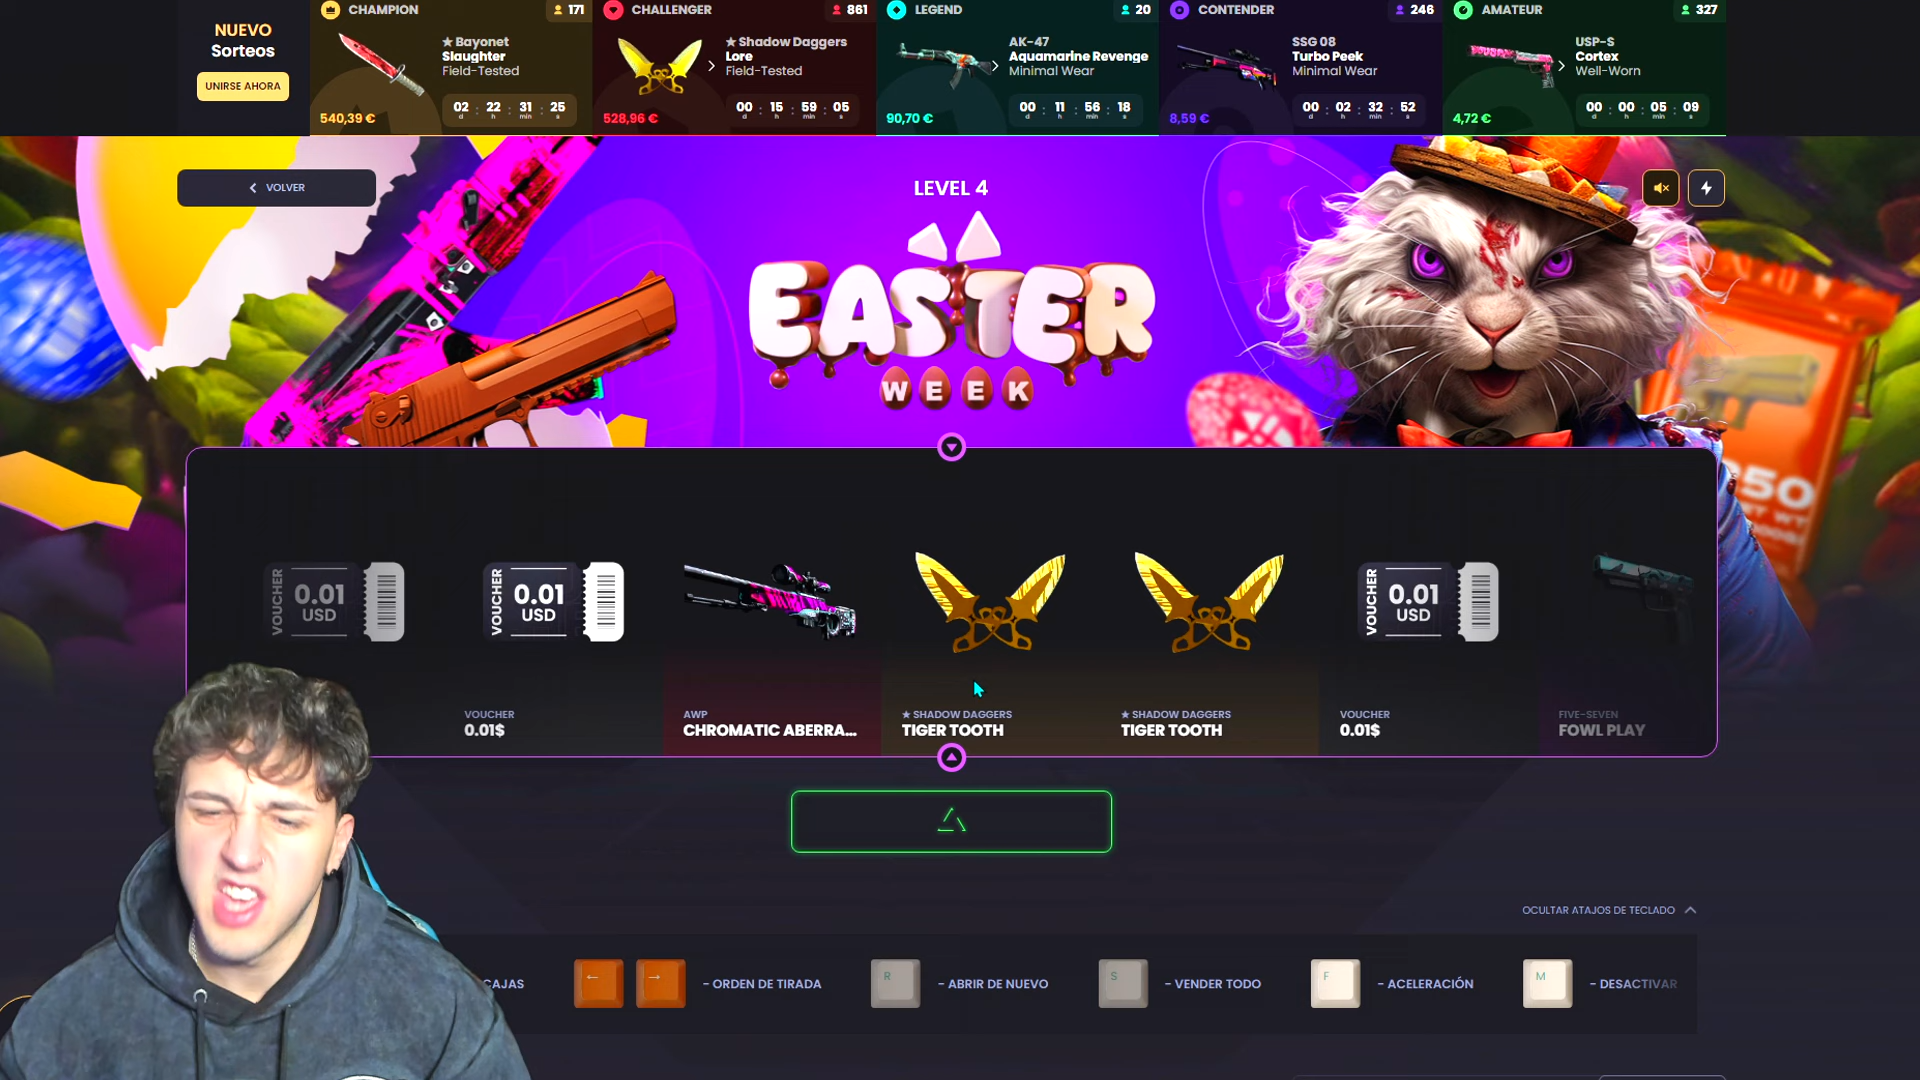 NUEVO
Sorteos
UNIRSE AHORA
CHAMPION
171
★ Bayonet
Slaughter
Field-Tested
540,39 €
02 : 22 : 31 : 25
d h min s
CHALLENGER
861
★ Shadow Daggers
Lore
Field-Tested
528,96 €
00 : 15 : 59 : 05
d h min s
LEGEND
20
AK-47
Aquamarine Revenge
Minimal Wear
90,70 €
00 : 11 : 56 : 18
d h min s
CONTENDER
246
SSG 08
Turbo Peek
Minimal Wear
8,59 €
00 : 02 : 32 : 52
d h min s
AMATEUR
327
USP-S
Cortex
Well-Worn
4,72 €
00 : 00 : 05 : 09
d h min s
VOLVER
LEVEL 4
EASTER
WEEK
VOUCHER
0.01
USD
VOUCHER
0.01
USD
VOUCHER
0.01$
AWP
CHROMATIC ABERRA...
★ SHADOW DAGGERS
TIGER TOOTH
★ SHADOW DAGGERS
TIGER TOOTH
VOUCHER
0.01
USD
VOUCHER
0.01$
FIVE-SEVEN
FOWL PLAY
OCULTAR ATAJOS DE TECLADO
CAJAS
← → - ORDEN DE TIRADA
R - ABRIR DE NUEVO
S - VENDER TODO
F - ACELERACIÓN
M - DESACTIVAR